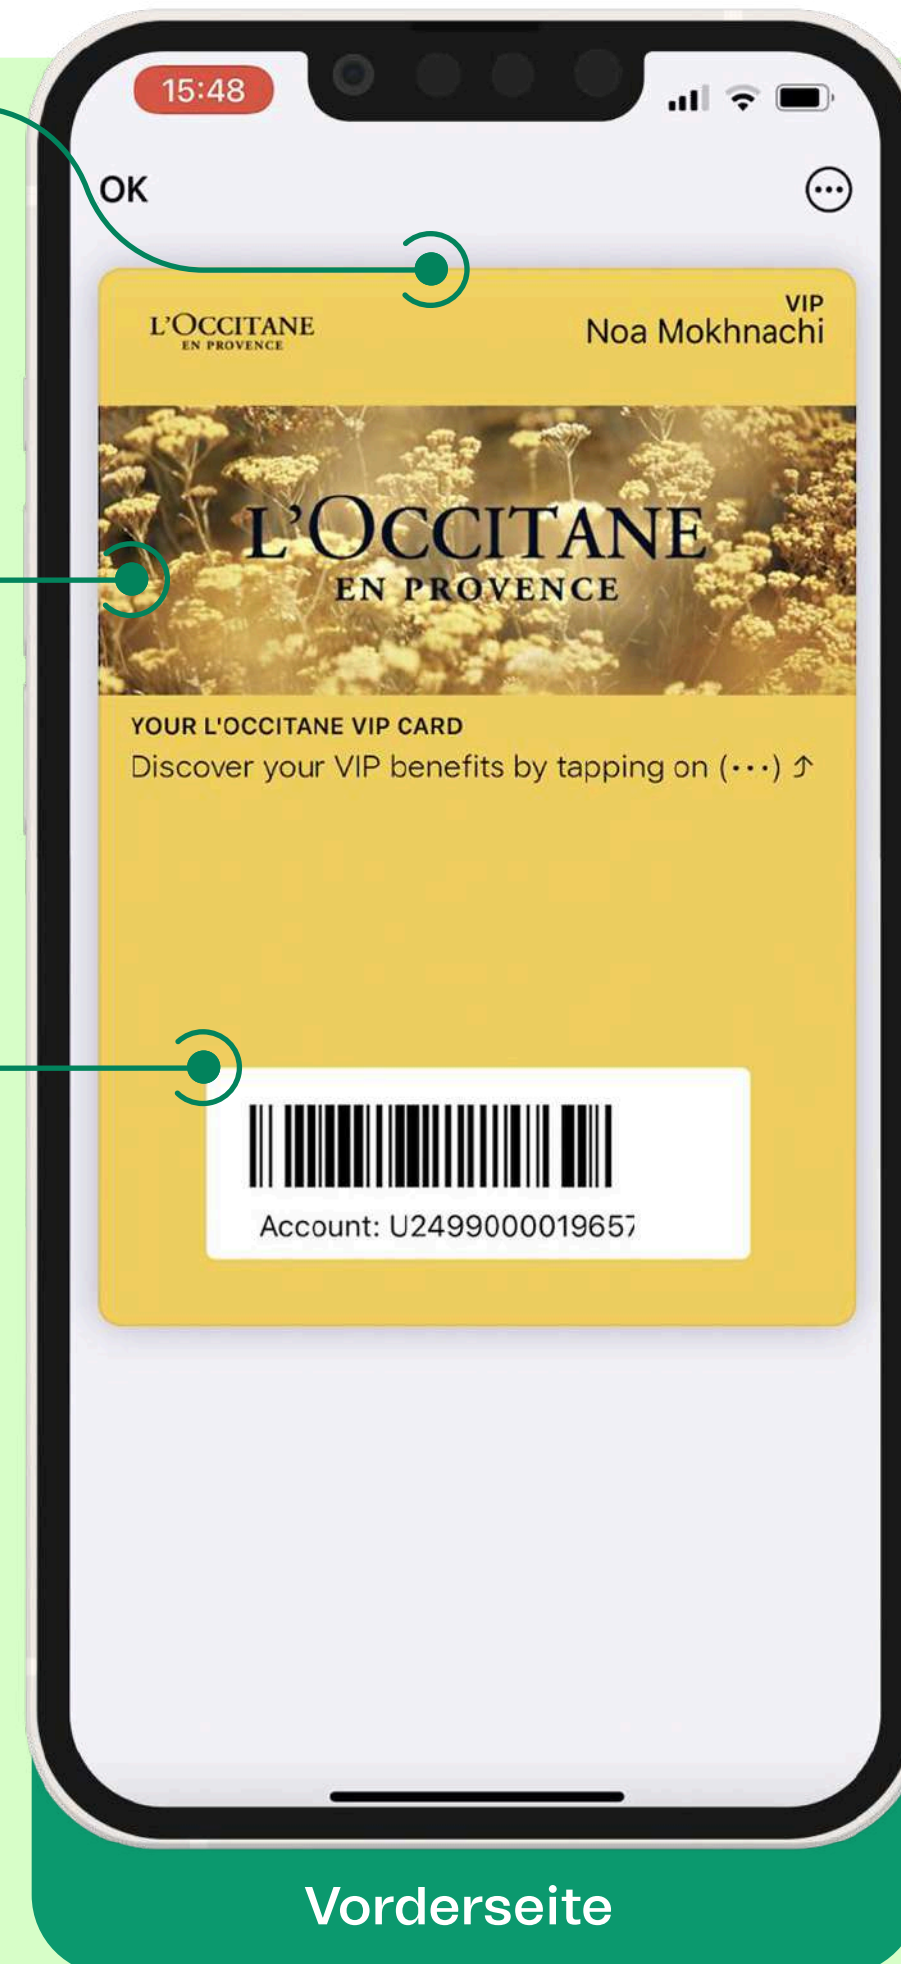 15:48
OK
L'OCCITANE
EN PROVENCE
VIP
Noa Mokhnachi
L'OCCITANE
EN PROVENCE
YOUR L'OCCITANE VIP CARD
Discover your VIP benefits by tapping on (···) ⤴
Account: U2499000019657
Vorderseite